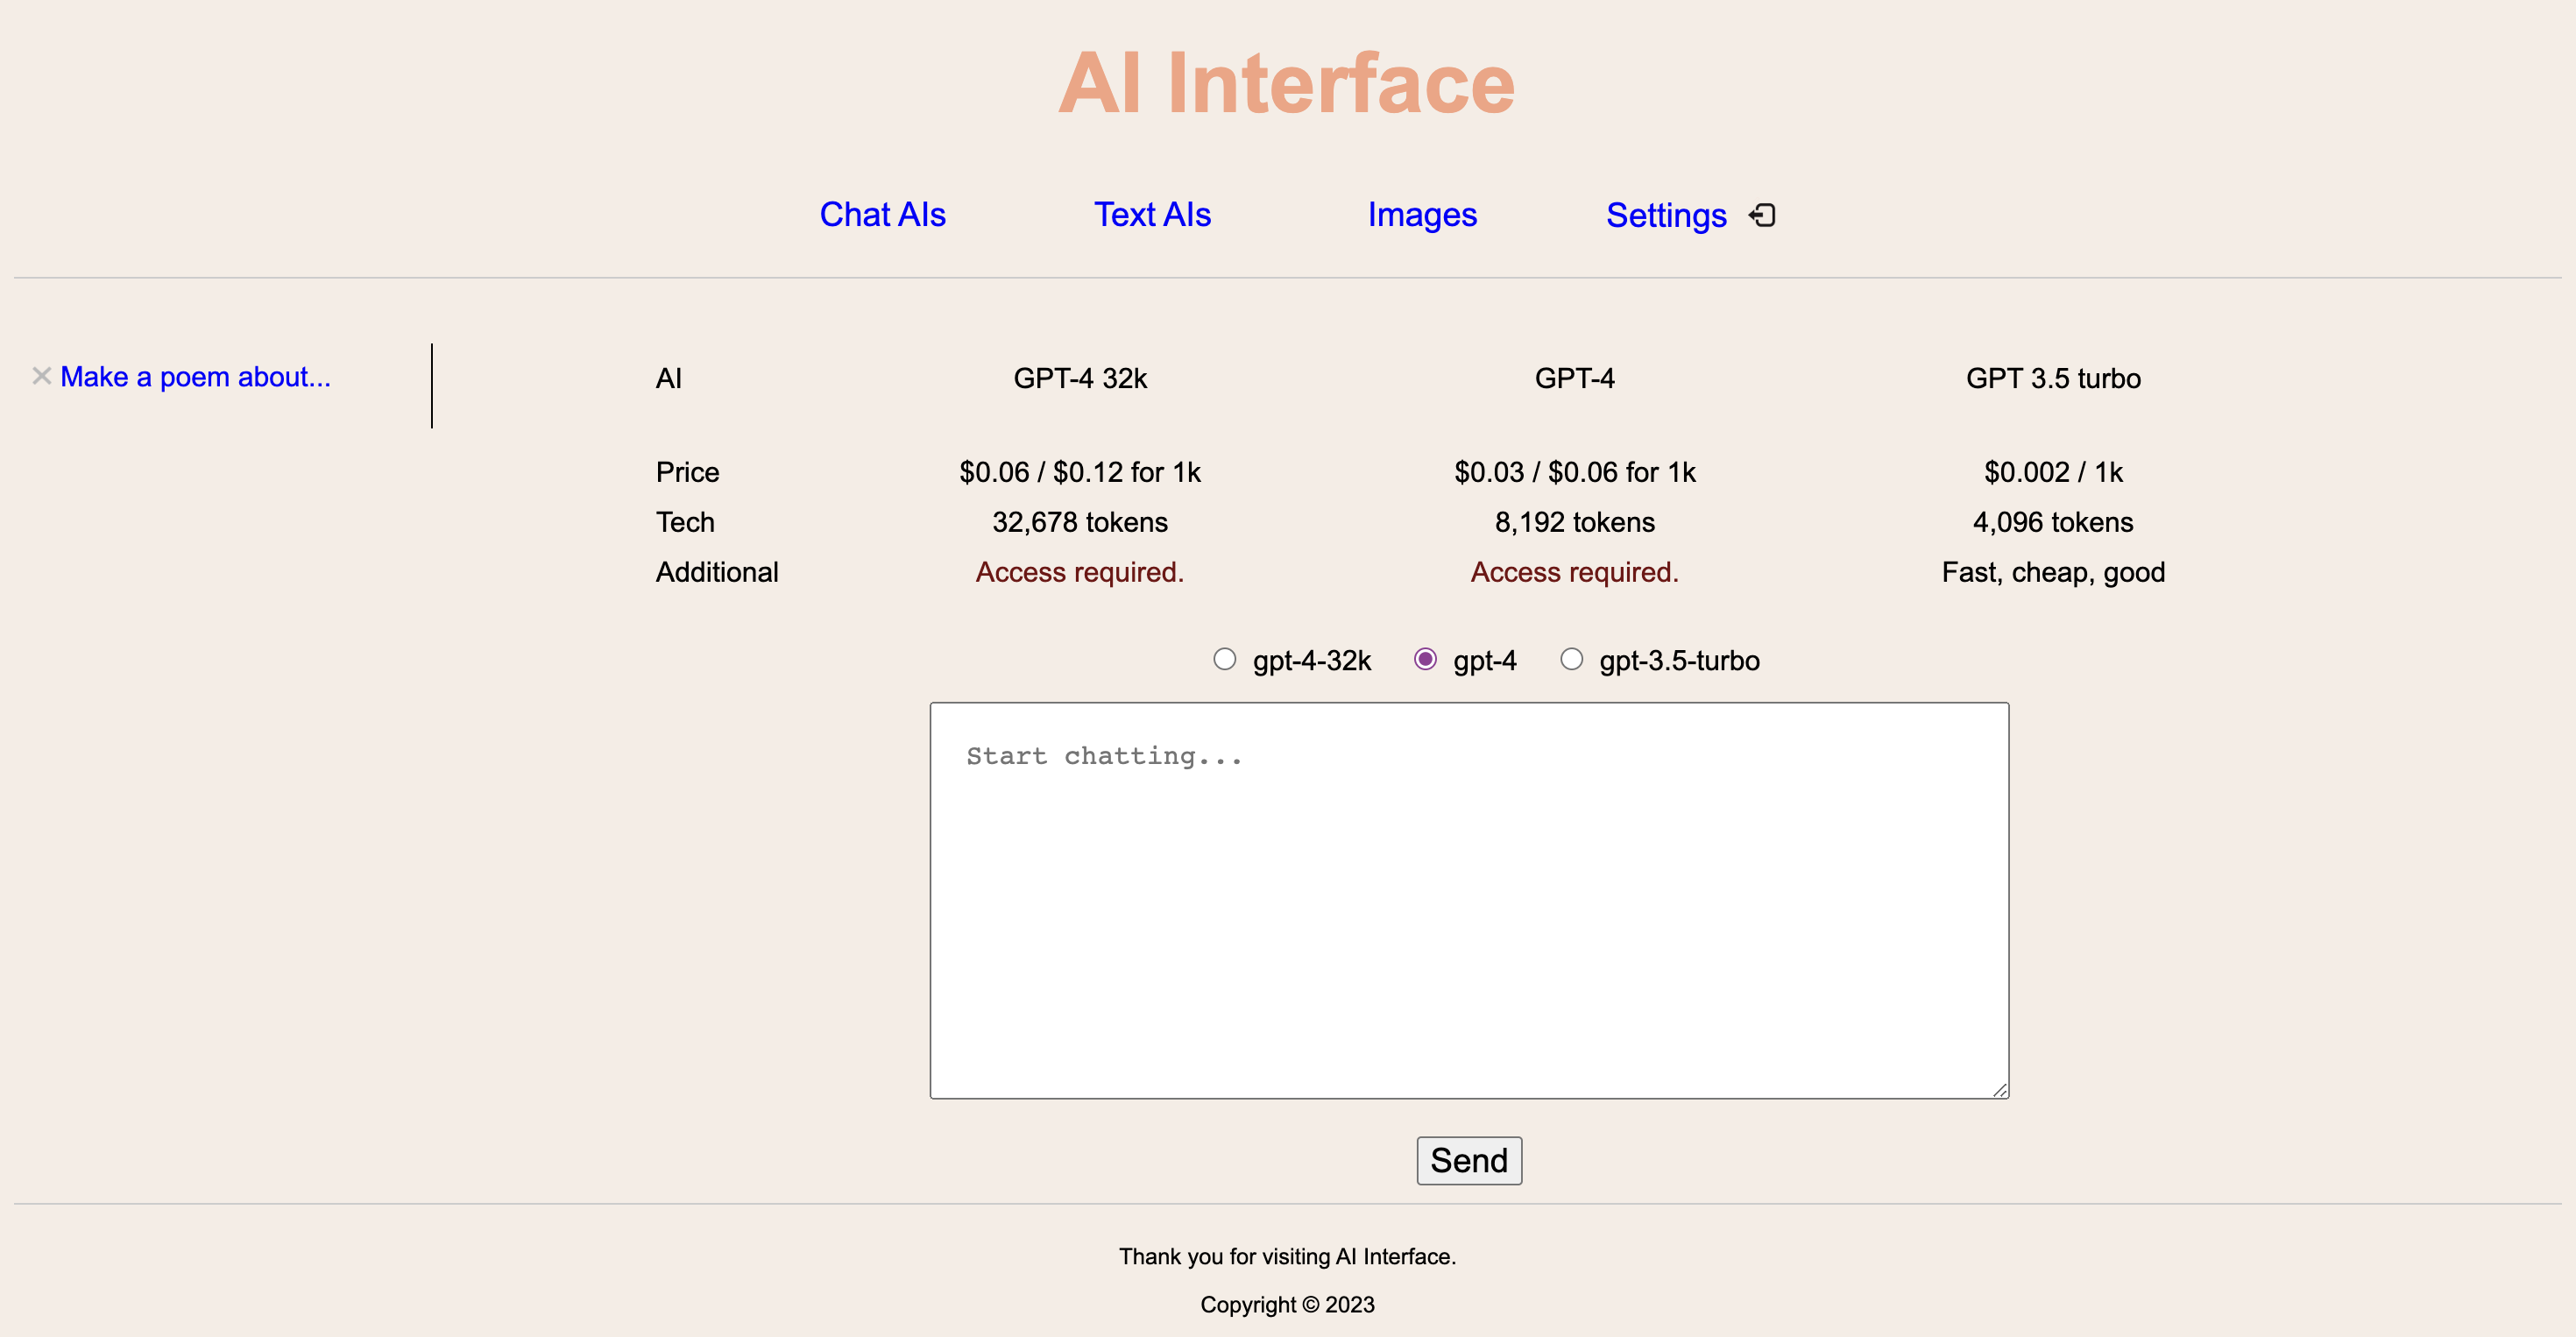 AI Interface
Chat AIs Text AIs Images Settings
Make a poem about...
AI GPT-4 32k GPT-4 GPT 3.5 turbo
Price $0.06 / $0.12 for 1k $0.03 / $0.06 for 1k $0.002 / 1k
Tech 32,678 tokens 8,192 tokens 4,096 tokens
Additional Access required. Access required. Fast, cheap, good
gpt-4-32k gpt-4 gpt-3.5-turbo
Start chatting...
Send
Thank you for visiting AI Interface.
Copyright © 2023